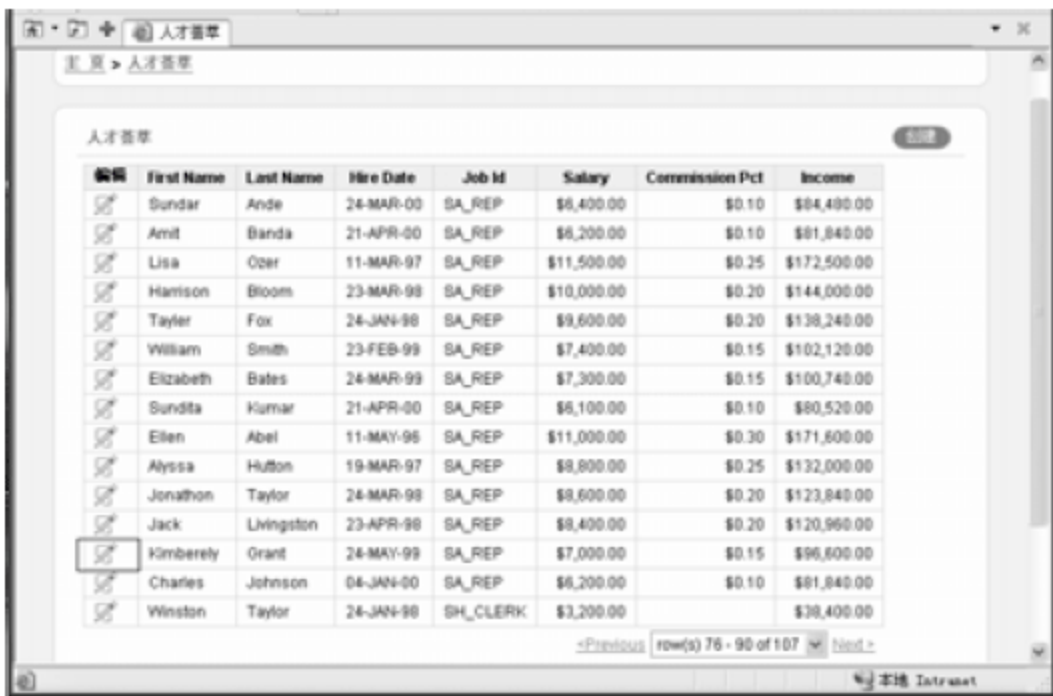 人才荟萃
主 页 > 人才荟萃
人才荟萃 创建
编辑 First Name Last Name Hire Date Job Id Salary Commission Pct Income
Sundar Ande 24-MAR-00 SA_REP $6,400.00 $0.10 $84,480.00
Amit Banda 21-APR-00 SA_REP $6,200.00 $0.10 $81,840.00
Lisa Ozer 11-MAR-97 SA_REP $11,500.00 $0.25 $172,500.00
Harrison Bloom 23-MAR-98 SA_REP $10,000.00 $0.20 $144,000.00
Tayler Fox 24-JAN-98 SA_REP $9,600.00 $0.20 $138,240.00
William Smith 23-FEB-99 SA_REP $7,400.00 $0.15 $102,120.00
Elizabeth Bates 24-MAR-99 SA_REP $7,300.00 $0.15 $100,740.00
Sundita Kumar 21-APR-00 SA_REP $6,100.00 $0.10 $80,520.00
Ellen Abel 11-MAY-96 SA_REP $11,000.00 $0.30 $171,600.00
Alyssa Hutton 19-MAR-97 SA_REP $8,800.00 $0.25 $132,000.00
Jonathon Taylor 24-MAR-98 SA_REP $8,600.00 $0.20 $123,840.00
Jack Livingston 23-APR-98 SA_REP $8,400.00 $0.20 $120,960.00
Kimberely Grant 24-MAY-99 SA_REP $7,000.00 $0.15 $96,600.00
Charles Johnson 04-JAN-00 SA_REP $6,200.00 $0.10 $81,840.00
Winston Taylor 24-JAN-98 SH_CLERK $3,200.00 $38,400.00
<Previous row(s) 76 - 90 of 107 Next>
本地 Intranet